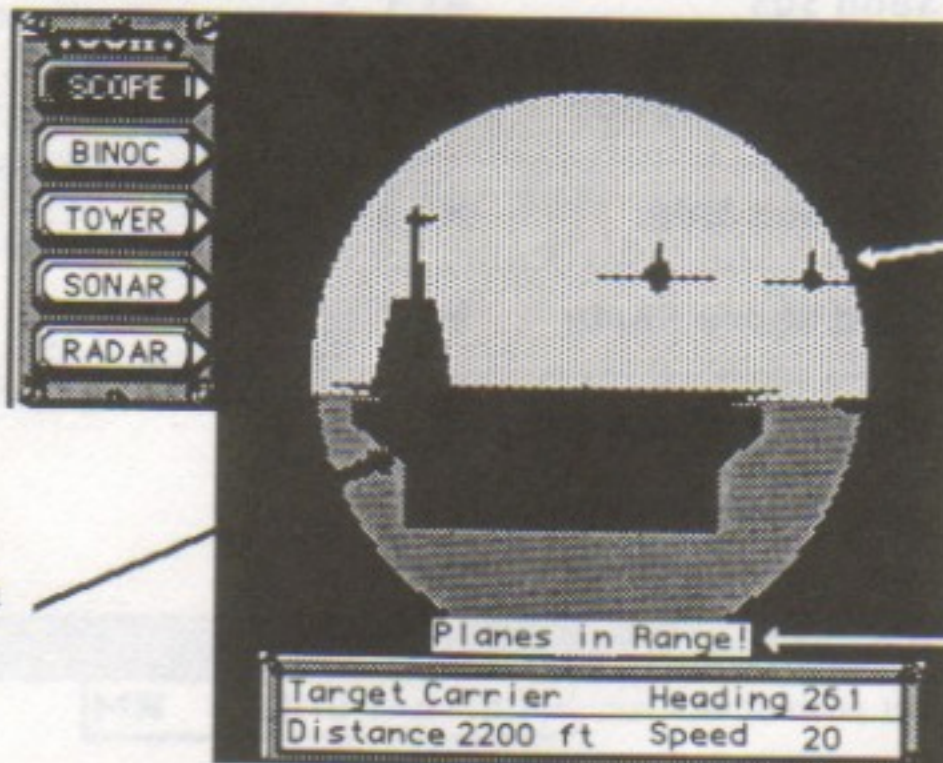 SCOPE
BINOC
TOWER
SONAR
RADAR
Planes in Range!
Target Carrier Heading 261
Distance 2200 ft Speed 20